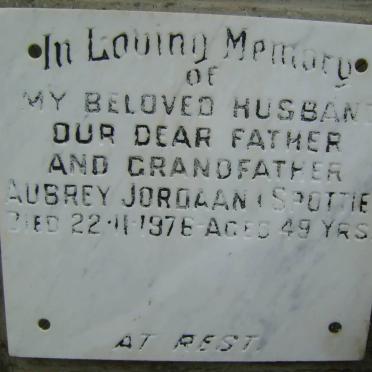 In Loving Memory
OF
MY BELOVED HUSBAND
OUR DEAR FATHER
AND GRANDFATHER
AUBREY JORDAAN (SPOTTIE
DIED 22·11·1976 AGED 49 YRS
AT REST